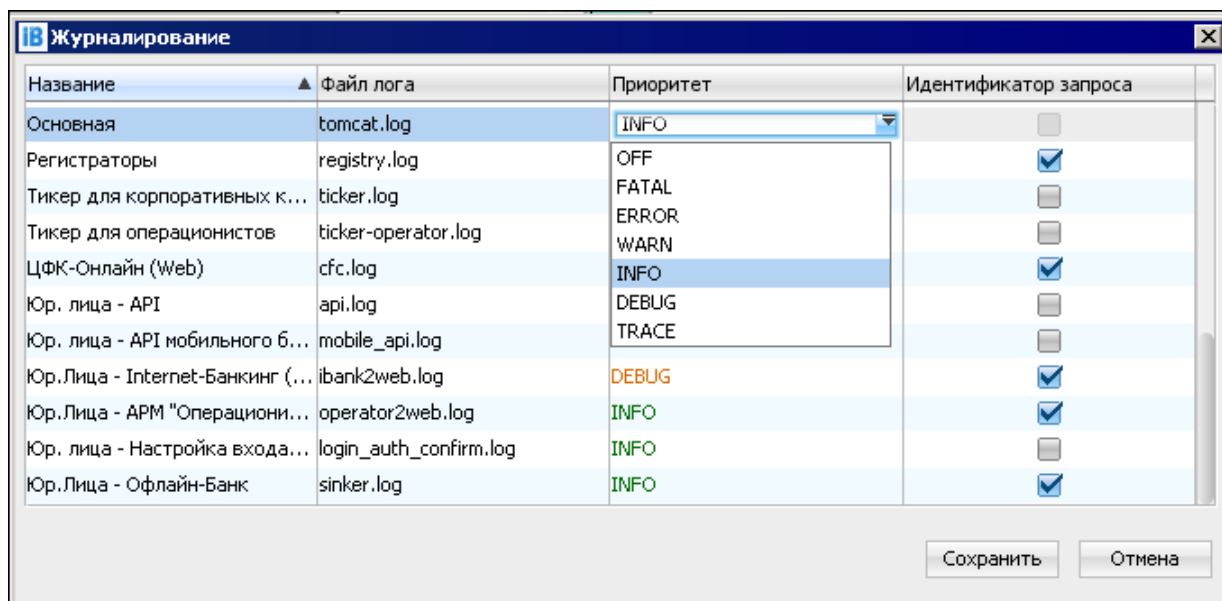 iB Журналирование
Название Файл лога Приоритет Идентификатор запроса
Основная tomcat.log INFO
Регистраторы registry.log OFF
Тикер для корпоративных к... ticker.log FATAL
ERROR
Тикер для операционистов ticker-operator.log WARN
ЦФК-Онлайн (Web) cfc.log INFO
Юр. лица - API api.log DEBUG
Юр. лица - API мобильного б... mobile_api.log TRACE
Юр.Лица - Internet-Банкинг (... ibank2web.log DEBUG
Юр.Лица - АРМ "Операциони... operator2web.log INFO
Юр. лица - Настройка входа... login_auth_confirm.log INFO
Юр.Лица - Офлайн-Банк sinker.log INFO
Сохранить Отмена